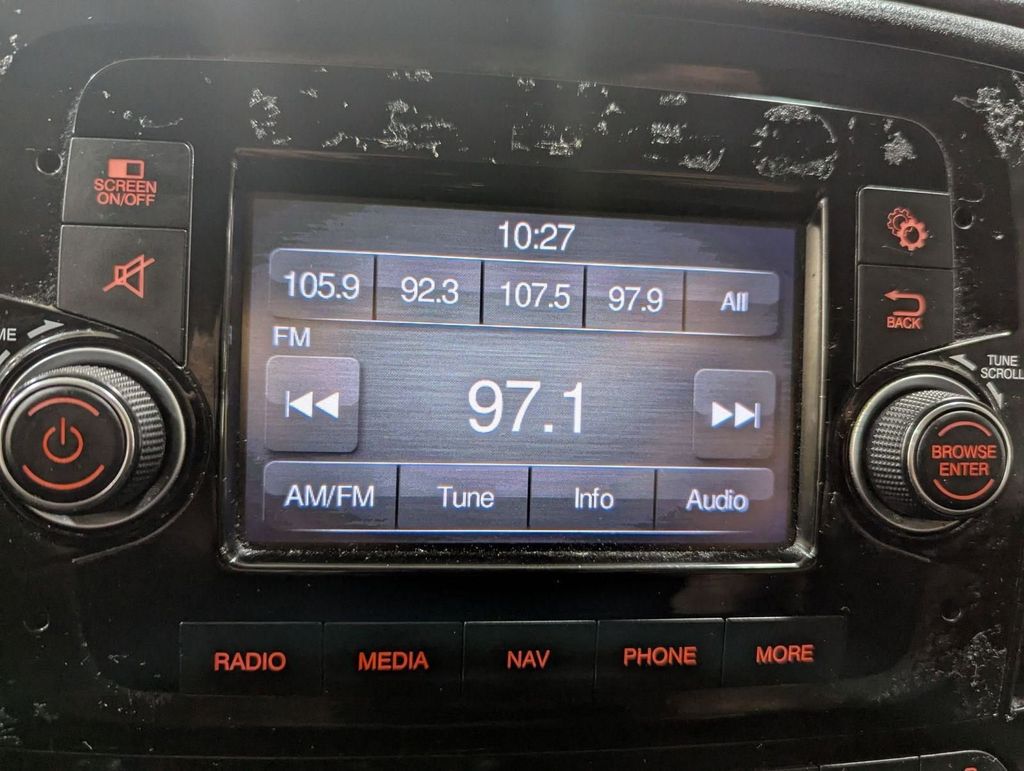 SCREEN
ON/OFF
10:27
105.9 92.3 107.5 97.9 All
FM
97.1
AM/FM Tune Info Audio
BACK
TUNE
SCROLL
BROWSE
ENTER
RADIO MEDIA NAV PHONE MORE